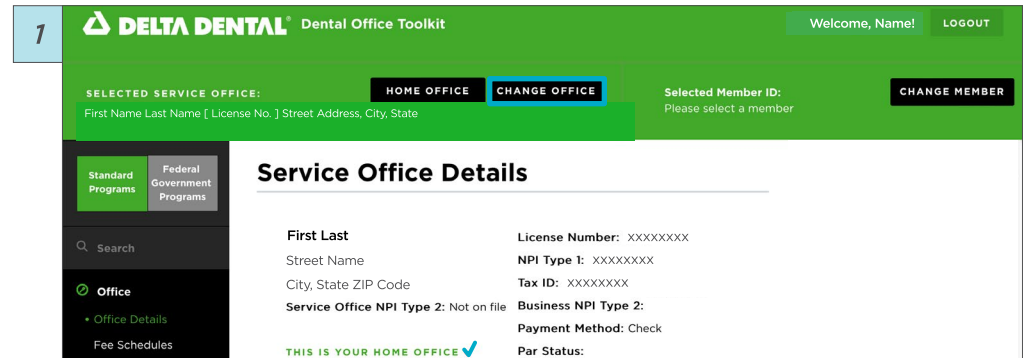 1
DELTA DENTAL® Dental Office Toolkit
Welcome, Name!
LOGOUT
SELECTED SERVICE OFFICE:
HOME OFFICE
CHANGE OFFICE
First Name Last Name [ License No. ] Street Address, City, State
Selected Member ID:
Please select a member
CHANGE MEMBER
Standard
Programs
Federal
Government
Programs
Search
Office
• Office Details
Fee Schedules
Service Office Details
First Last
Street Name
City, State ZIP Code
Service Office NPI Type 2: Not on file
THIS IS YOUR HOME OFFICE
License Number: XXXXXXXX
NPI Type 1: XXXXXXXX
Tax ID: XXXXXXXX
Business NPI Type 2:
Payment Method: Check
Par Status: